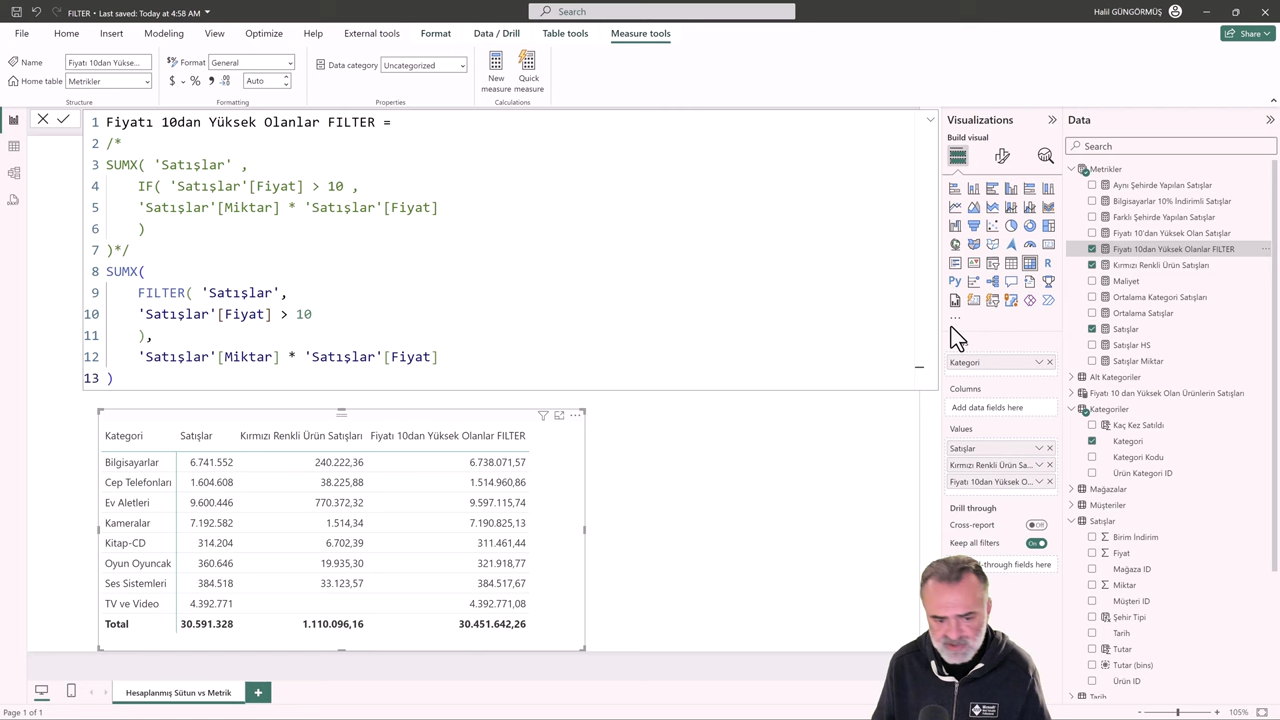 FILTER • Last saved: Today at 4:58 AM
Search
Halil GÜNGÖRMÜŞ
File Home Insert Modeling View Optimize Help External tools Format Data / Drill Table tools Measure tools
Share
Name Fiyatı 10dan Yükse...
Home table Metrikler
Structure
Format General
$ % Auto
Formatting
Data category Uncategorized
Properties
New measure
Quick measure
Calculations
1 Fiyatı 10dan Yüksek Olanlar FILTER =
2 /*
3 SUMX( 'Satışlar' ,
4 IF( 'Satışlar'[Fiyat] > 10 ,
5 'Satışlar'[Miktar] * 'Satışlar'[Fiyat]
6 )
7 )*/
8 SUMX(
9 FILTER( 'Satışlar',
10 'Satışlar'[Fiyat] > 10
11 ),
12 'Satışlar'[Miktar] * 'Satışlar'[Fiyat]
13 )
Kategori Satışlar Kırmızı Renkli Ürün Satışları Fiyatı 10dan Yüksek Olanlar FILTER
Bilgisayarlar 6.741.552 240.222,36 6.738.071,57
Cep Telefonları 1.604.608 38.225,88 1.514.960,86
Ev Aletleri 9.600.446 770.372,32 9.597.115,74
Kameralar 7.192.582 1.514,34 7.190.825,13
Kitap-CD 314.204 6.702,39 311.461,44
Oyun Oyuncak 360.646 19.935,30 321.918,77
Ses Sistemleri 384.518 33.123,57 384.517,67
TV ve Video 4.392.771 4.392.771,08
Total 30.591.328 1.110.096,16 30.451.642,26
Visualizations
Build visual
R
Py
Kategori
Columns
Add data fields here
Values
Satışlar
Kırmızı Renkli Ürün Sa...
Fiyatı 10dan Yüksek O...
Drill through
Cross-report Off
Keep all filters On
-through fields here
Data
Search
Metrikler
Aynı Şehirde Yapılan Satışlar
Bilgisayarlar 10% İndirimli Satışlar
Farklı Şehirde Yapılan Satışlar
Fiyatı 10'dan Yüksek Olan Satışlar
Fiyatı 10dan Yüksek Olanlar FILTER
Kırmızı Renkli Ürün Satışları
Maliyet
Ortalama Kategori Satışları
Ortalama Satışlar
Satışlar
Satışlar HS
Satışlar Miktar
Alt Kategoriler
Fiyatı 10 dan Yüksek Olan Ürünlerin Satışları
Kategoriler
Kaç Kez Satıldı
Kategori
Kategori Kodu
Ürün Kategori ID
Mağazalar
Müşteriler
Satışlar
Birim İndirim
Fiyat
Mağaza ID
Miktar
Müşteri ID
Şehir Tipi
Tarih
Tutar
Tutar (bins)
Ürün ID
Tarih
Hesaplanmış Sütun vs Metrik
Page 1 of 1
105%